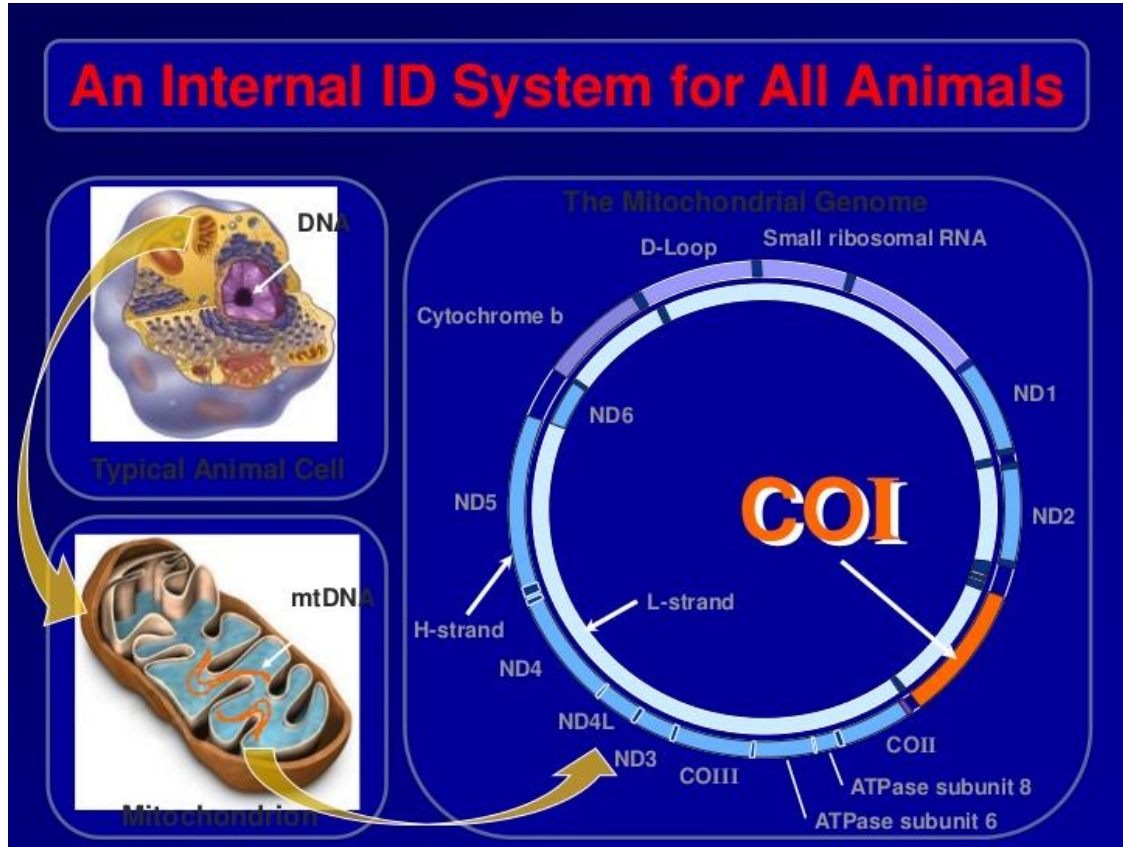 An Internal ID System for All Animals
DNA
Typical Animal Cell
mtDNA
Mitochondrion
The Mitochondrial Genome
D-Loop
Small ribosomal RNA
Cytochrome b
ND1
ND6
ND5
COI
ND2
L-strand
H-strand
ND4
ND4L
ND3
COIII
COII
ATPase subunit 8
ATPase subunit 6